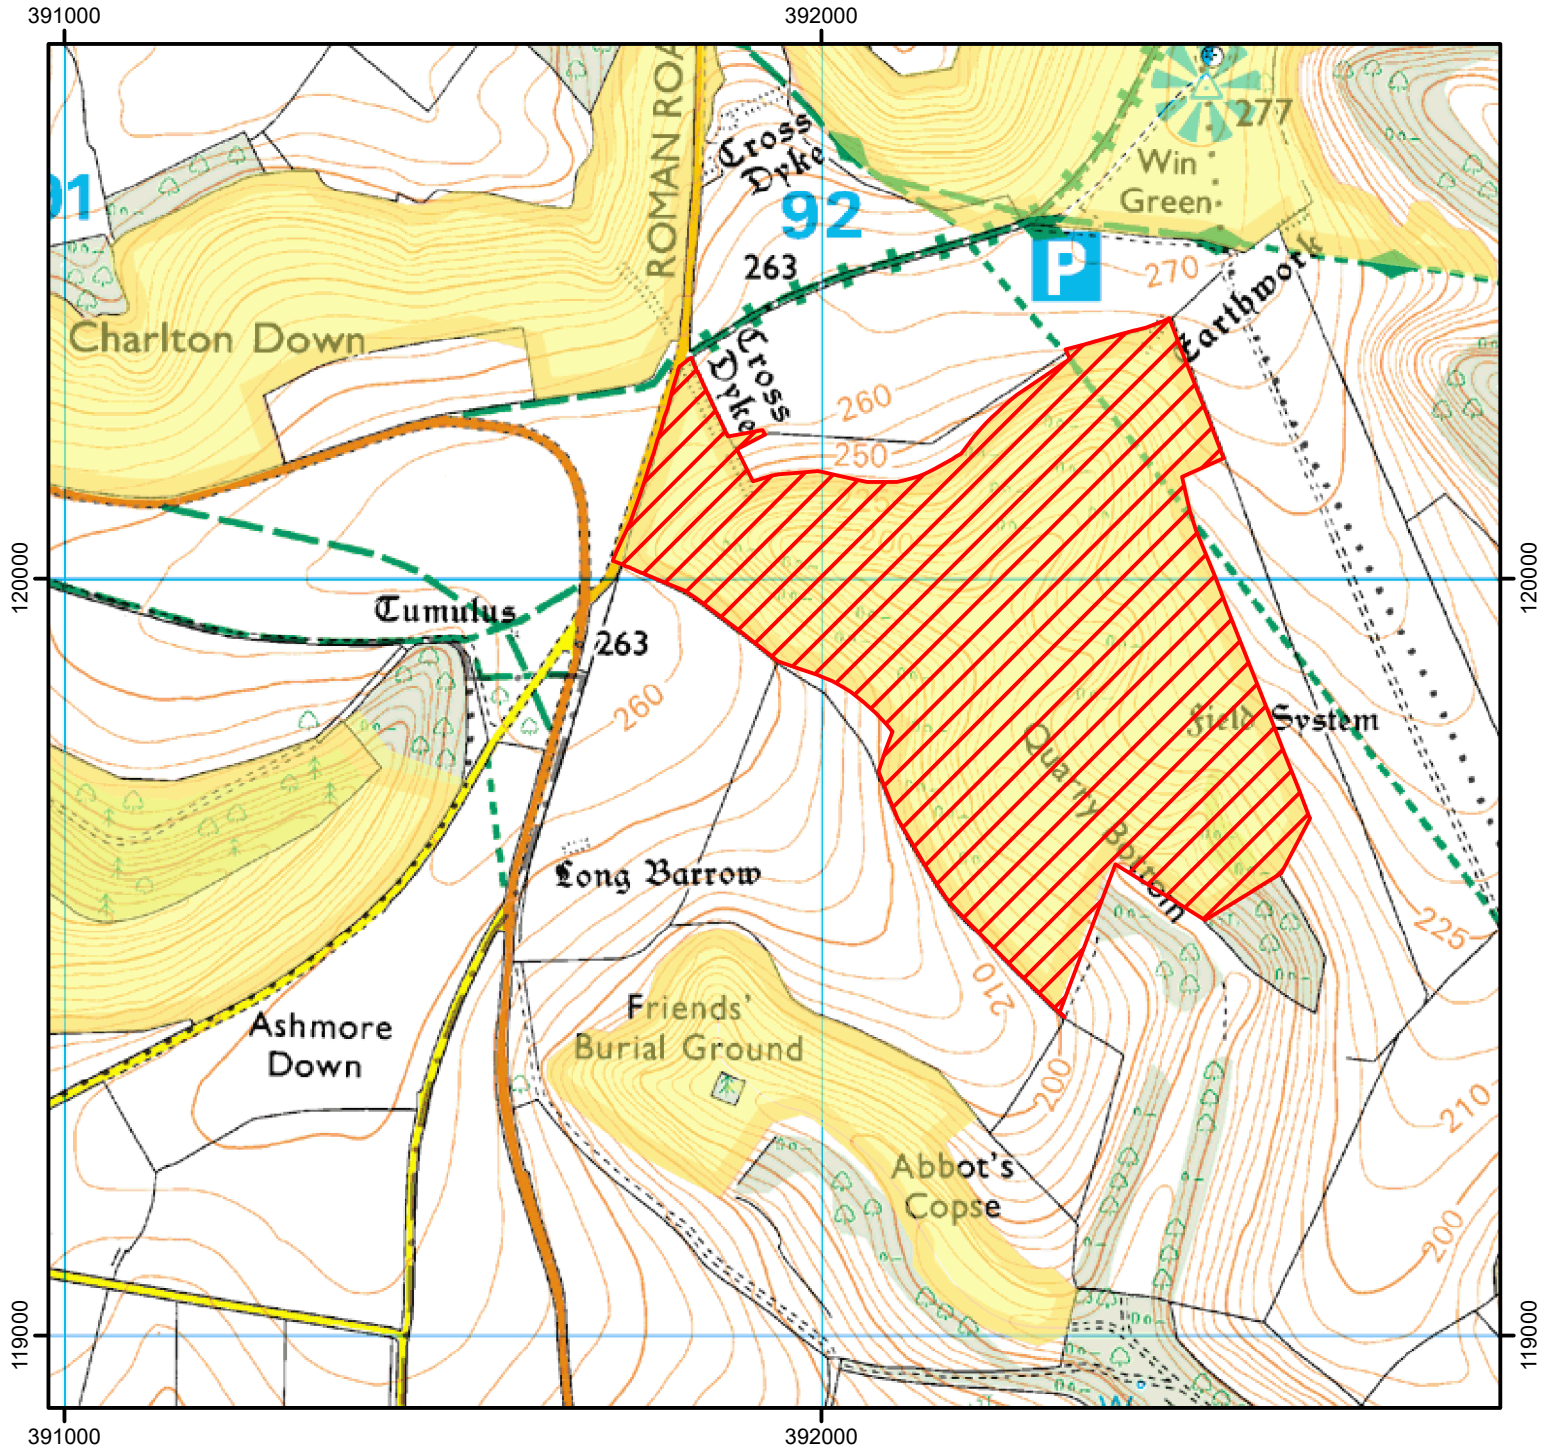 391000
392000
ROMAN ROA
277
Cross
Dyke
Win
Green
91
92
263
P
270
Earthwork
Charlton Down
Cross
Dyke
260
250
120000
120000
Tumulus
263
260
Field System
Quarry Bottom
Long Barrow
225
210
Friends'
Burial Ground
Ashmore
Down
200
210
Abbot's
Copse
200
119000
119000
W
391000
392000